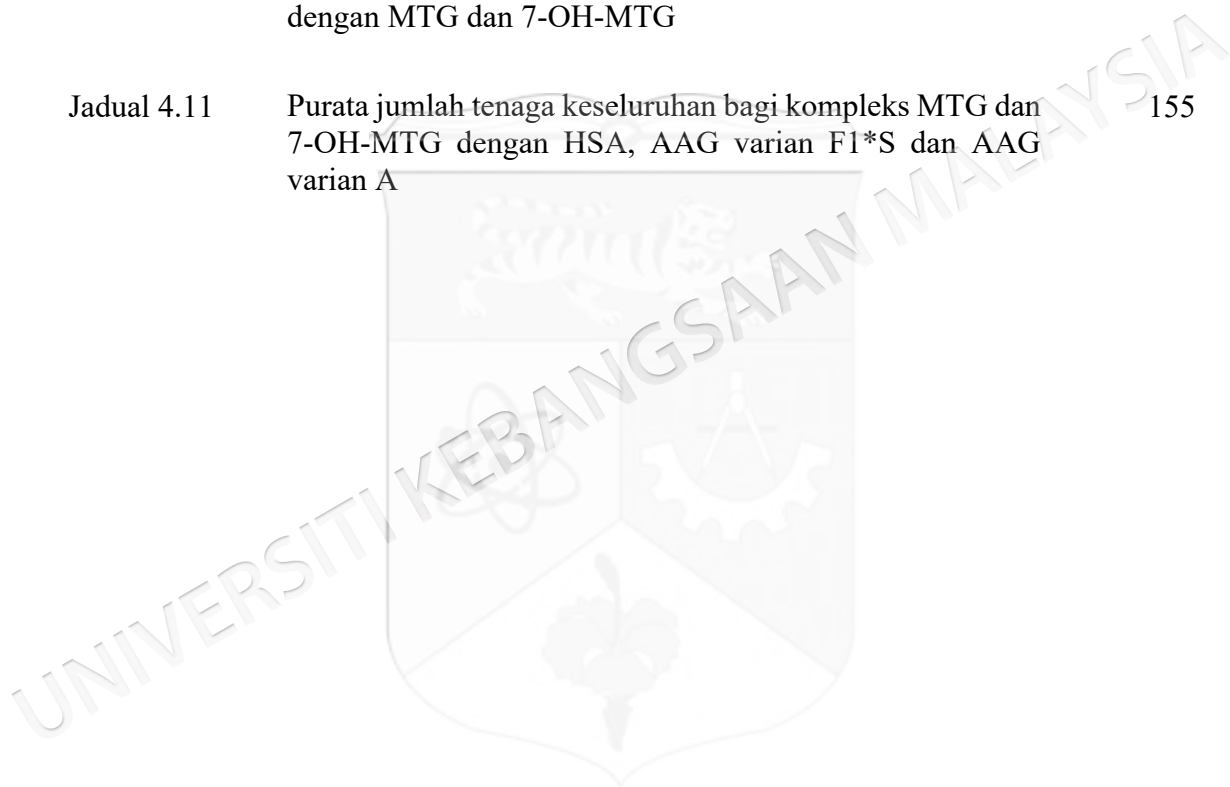 dengan MTG dan 7-OH-MTG
Jadual 4.11 Purata jumlah tenaga keseluruhan bagi kompleks MTG dan 155
7-OH-MTG dengan HSA, AAG varian F1*S dan AAG
varian A
UNIVERSITI KEBANGSAAN MALAYSIA